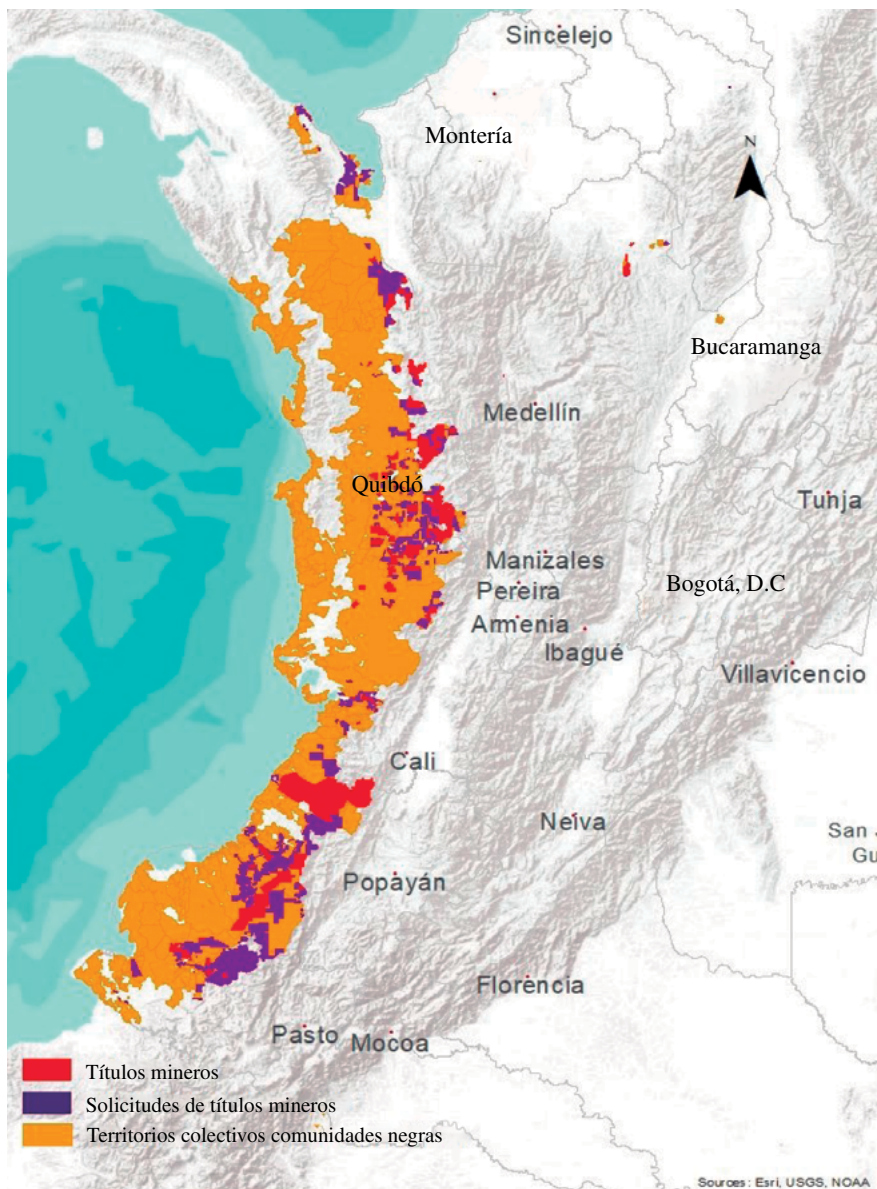 Sincelejo
Montería
N
Bucaramanga
Medellín
Quibdó
Tunja
Manizales
Bogotá, D.C
Pereira
Armenia
Ibagué
Villavicencio
Cali
Neiva
San J
Gu
Popayán
Florencia
Pasto
Mocoa
Títulos mineros
Solicitudes de títulos mineros
Territorios colectivos comunidades negras
Sources: Esri, USGS, NOAA